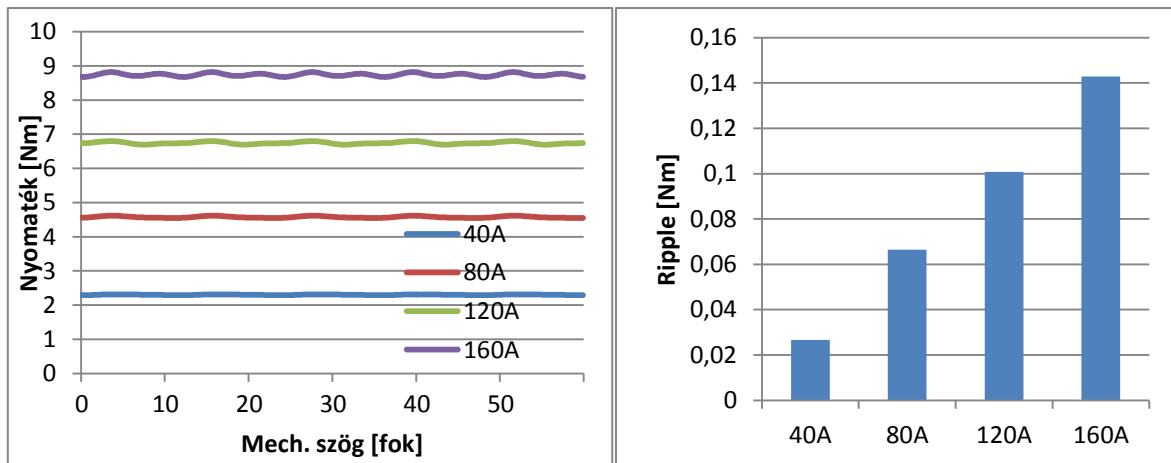 Nyomaték [Nm]
10
9
8
7
6
5
4
3
2
1
0
0 10 20 30 40 50
Mech. szög [fok]
40A
80A
120A
160A
Ripple [Nm]
0,16
0,14
0,12
0,1
0,08
0,06
0,04
0,02
0
40A 80A 120A 160A